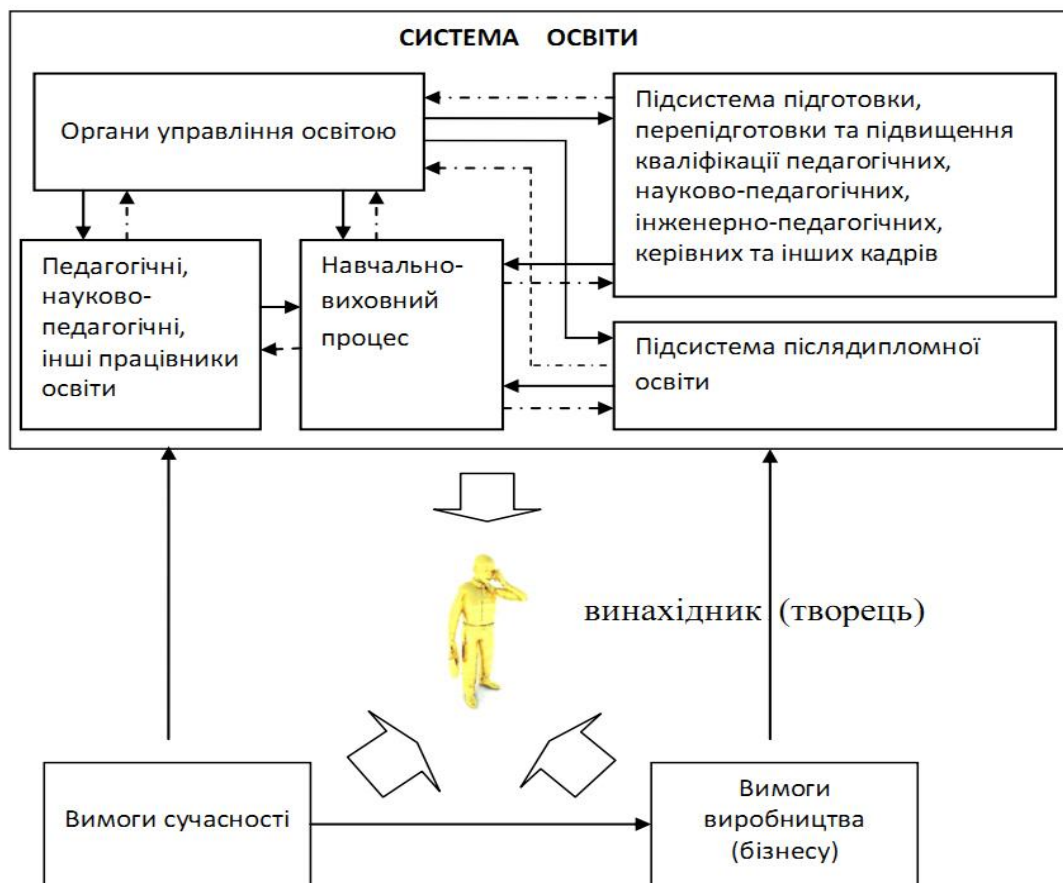 СИСТЕМА ОСВІТИ
Органи управління освітою
Підсистема підготовки,
перепідготовки та підвищення
кваліфікації педагогічних,
науково-педагогічних,
інженерно-педагогічних,
керівних та інших кадрів
Педагогічні,
науково-
педагогічні,
інші працівники
освіти
Навчально-
виховний
процес
Підсистема післядипломної
освіти
винахідник (творець)
Вимоги сучасності
Вимоги
виробництва
(бізнесу)